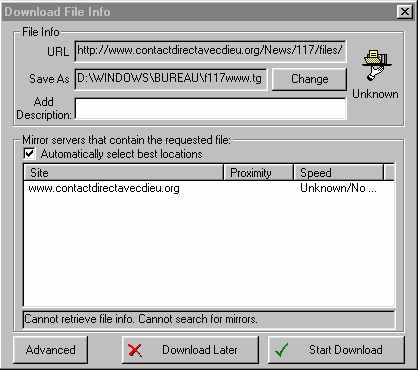 Download File Info
File Info
URL http://www.contactdirectavecdieu.org/News/117/files/
Save As D:\WINDOWS\BUREAU\f117www.tg Change
Unknown
Add Description:
Mirror servers that contain the requested file:
Automatically select best locations
Site Proximity Speed
www.contactdirectavecdieu.org Unknown/No ...
Cannot retrieve file info. Cannot search for mirrors.
Advanced Download Later Start Download